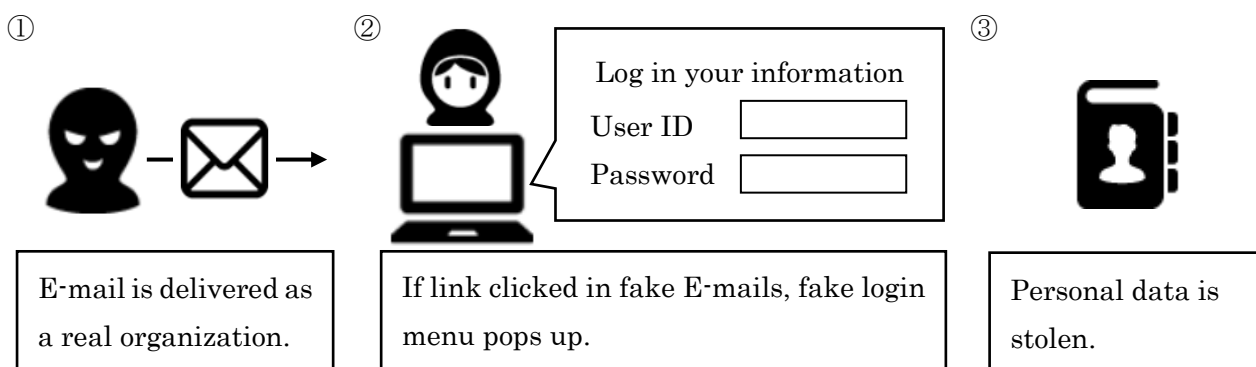 ①
E-mail is delivered as
a real organization.
②
Log in your information
User ID
Password
If link clicked in fake E-mails, fake login
menu pops up.
③
Personal data is
stolen.